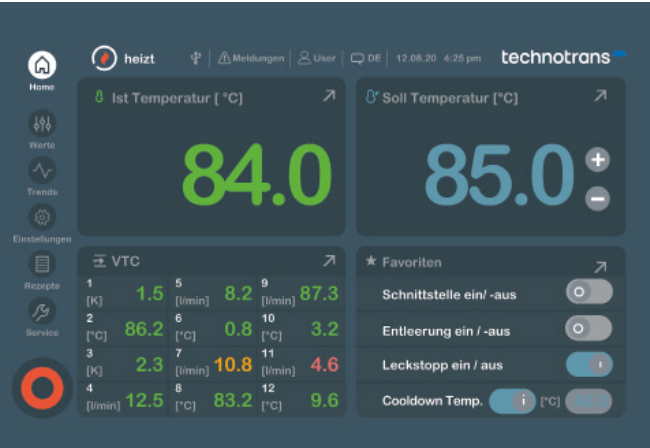 heizt
Meldungen
User
DE
12.08.20 4:25 pm
technotrans
Home
Werte
Trends
Einstellungen
Rezepte
Service
Ist Temperatur [ °C]
84.0
Soll Temperatur [°C]
85.0
+
−
VTC
1 [K] 1.5
5 [l/min] 8.2
9 [l/min] 87.3
2 [°C] 86.2
6 [°C] 0.8
10 [°C] 3.2
3 [K] 2.3
7 [l/min] 10.8
11 [l/min] 4.6
4 [l/min] 12.5
8 [°C] 83.2
12 [°C] 9.6
Favoriten
Schnittstelle ein/ -aus
Entleerung ein / -aus
Leckstopp ein / aus
Cooldown Temp. [°C]